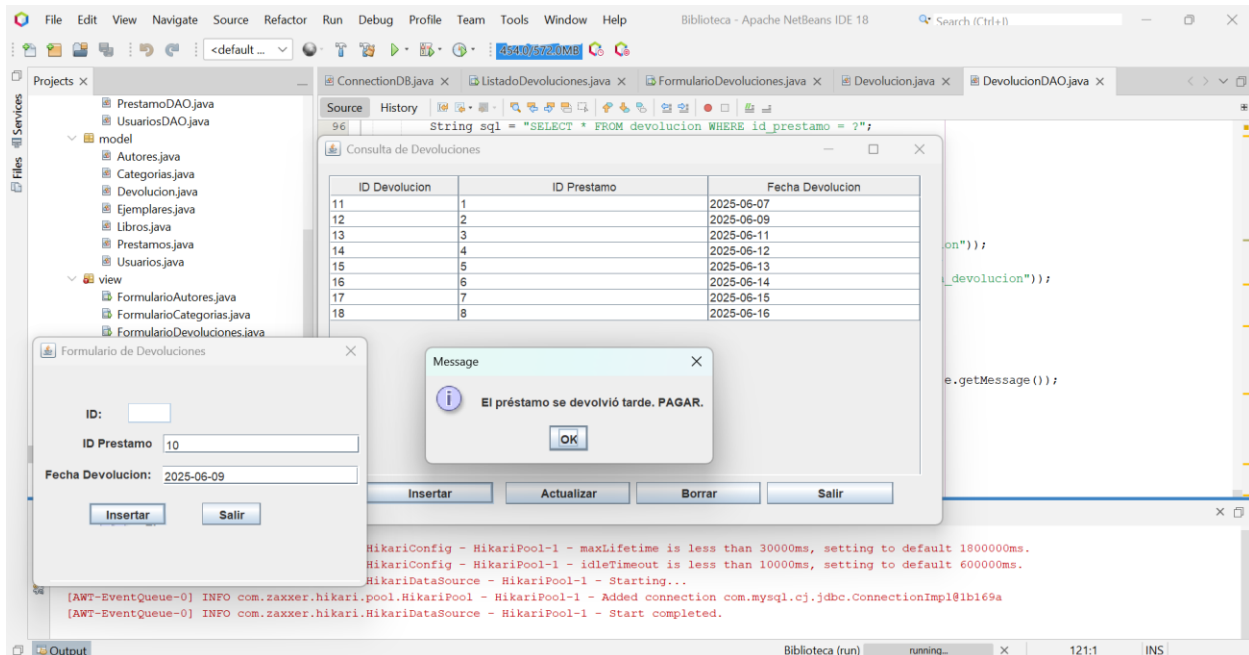 File Edit View Navigate Source Refactor Run Debug Profile Team Tools Window Help Biblioteca - Apache NetBeans IDE 18 Search (Ctrl+I)
<default ... 454.0/572.0MB
Projects ConnectionDB.java ListadoDevoluciones.java FormularioDevoluciones.java Devolucion.java DevolucionDAO.java
Services
Files
PrestamoDAO.java
UsuariosDAO.java
model
Autores.java
Categorias.java
Devolucion.java
Ejemplares.java
Libros.java
Prestamos.java
Usuarios.java
view
FormularioAutores.java
FormularioCategorias.java
FormularioDevoluciones.java
Source History
96 String sql = "SELECT * FROM devolucion WHERE id_prestamo = ?";
on"));
_devolucion"));
e.getMessage());
Consulta de Devoluciones
ID Devolucion ID Prestamo Fecha Devolucion
11 1 2025-06-07
12 2 2025-06-09
13 3 2025-06-11
14 4 2025-06-12
15 5 2025-06-13
16 6 2025-06-14
17 7 2025-06-15
18 8 2025-06-16
Insertar Actualizar Borrar Salir
Message
El préstamo se devolvió tarde. PAGAR.
OK
Formulario de Devoluciones
ID:
ID Prestamo 10
Fecha Devolucion: 2025-06-09
Insertar Salir
HikariConfig - HikariPool-1 - maxLifetime is less than 30000ms, setting to default 1800000ms.
HikariConfig - HikariPool-1 - idleTimeout is less than 10000ms, setting to default 600000ms.
HikariDataSource - HikariPool-1 - Starting...
[AWT-EventQueue-0] INFO com.zaxxer.hikari.pool.HikariPool - HikariPool-1 - Added connection com.mysql.cj.jdbc.ConnectionImpl@1b169a
[AWT-EventQueue-0] INFO com.zaxxer.hikari.HikariDataSource - HikariPool-1 - Start completed.
Output Biblioteca (run) running... 121:1 INS